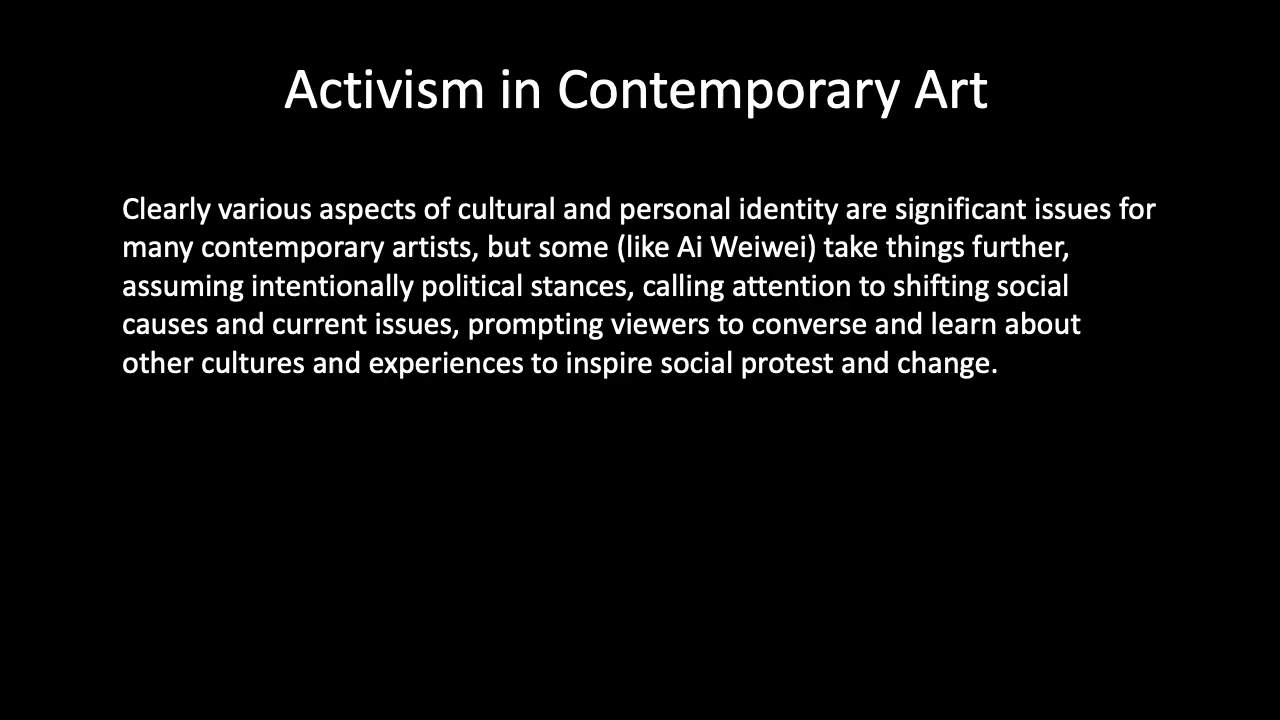 Activism in Contemporary Art
Clearly various aspects of cultural and personal identity are significant issues for
many contemporary artists, but some (like Ai Weiwei) take things further,
assuming intentionally political stances, calling attention to shifting social
causes and current issues, prompting viewers to converse and learn about
other cultures and experiences to inspire social protest and change.